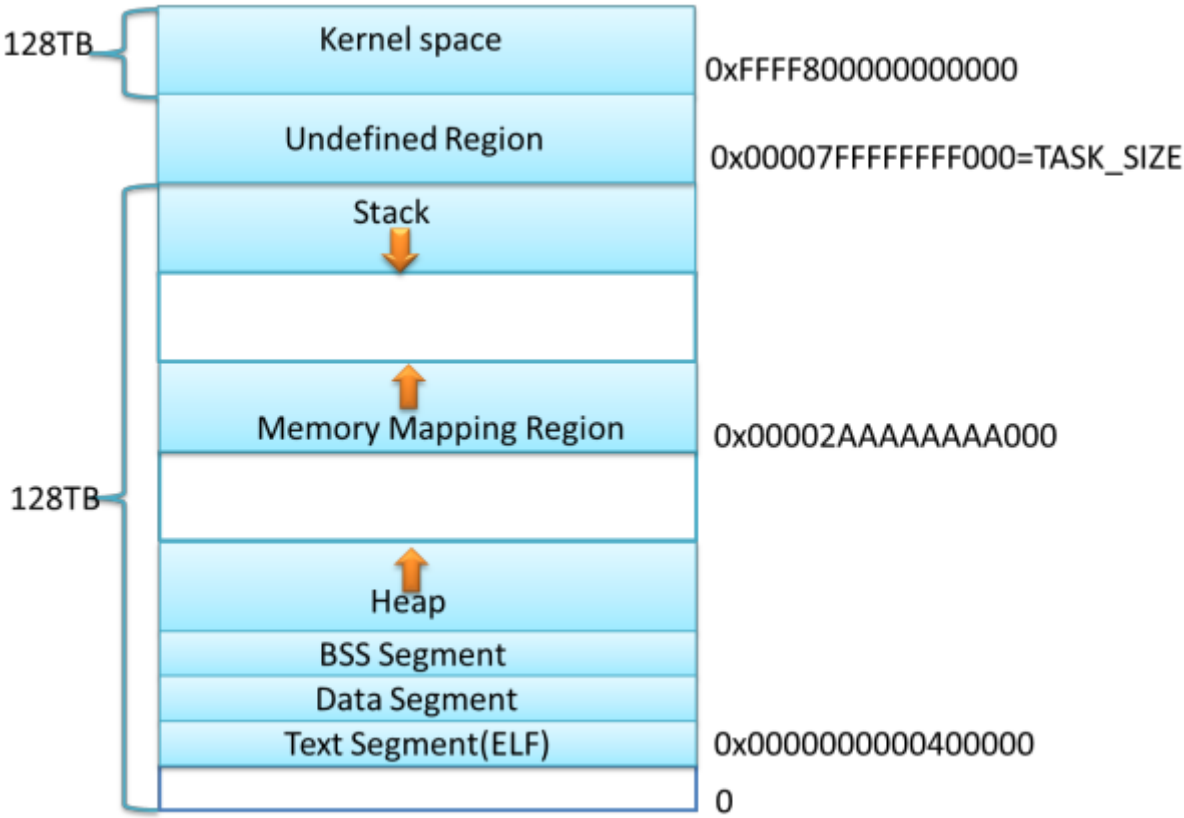 128TB
Kernel space
0xFFFF800000000000
Undefined Region
0x00007FFFFFFFF000=TASK_SIZE
Stack
Memory Mapping Region
0x00002AAAAAAAA000
128TB
Heap
BSS Segment
Data Segment
Text Segment(ELF)
0x0000000000400000
0